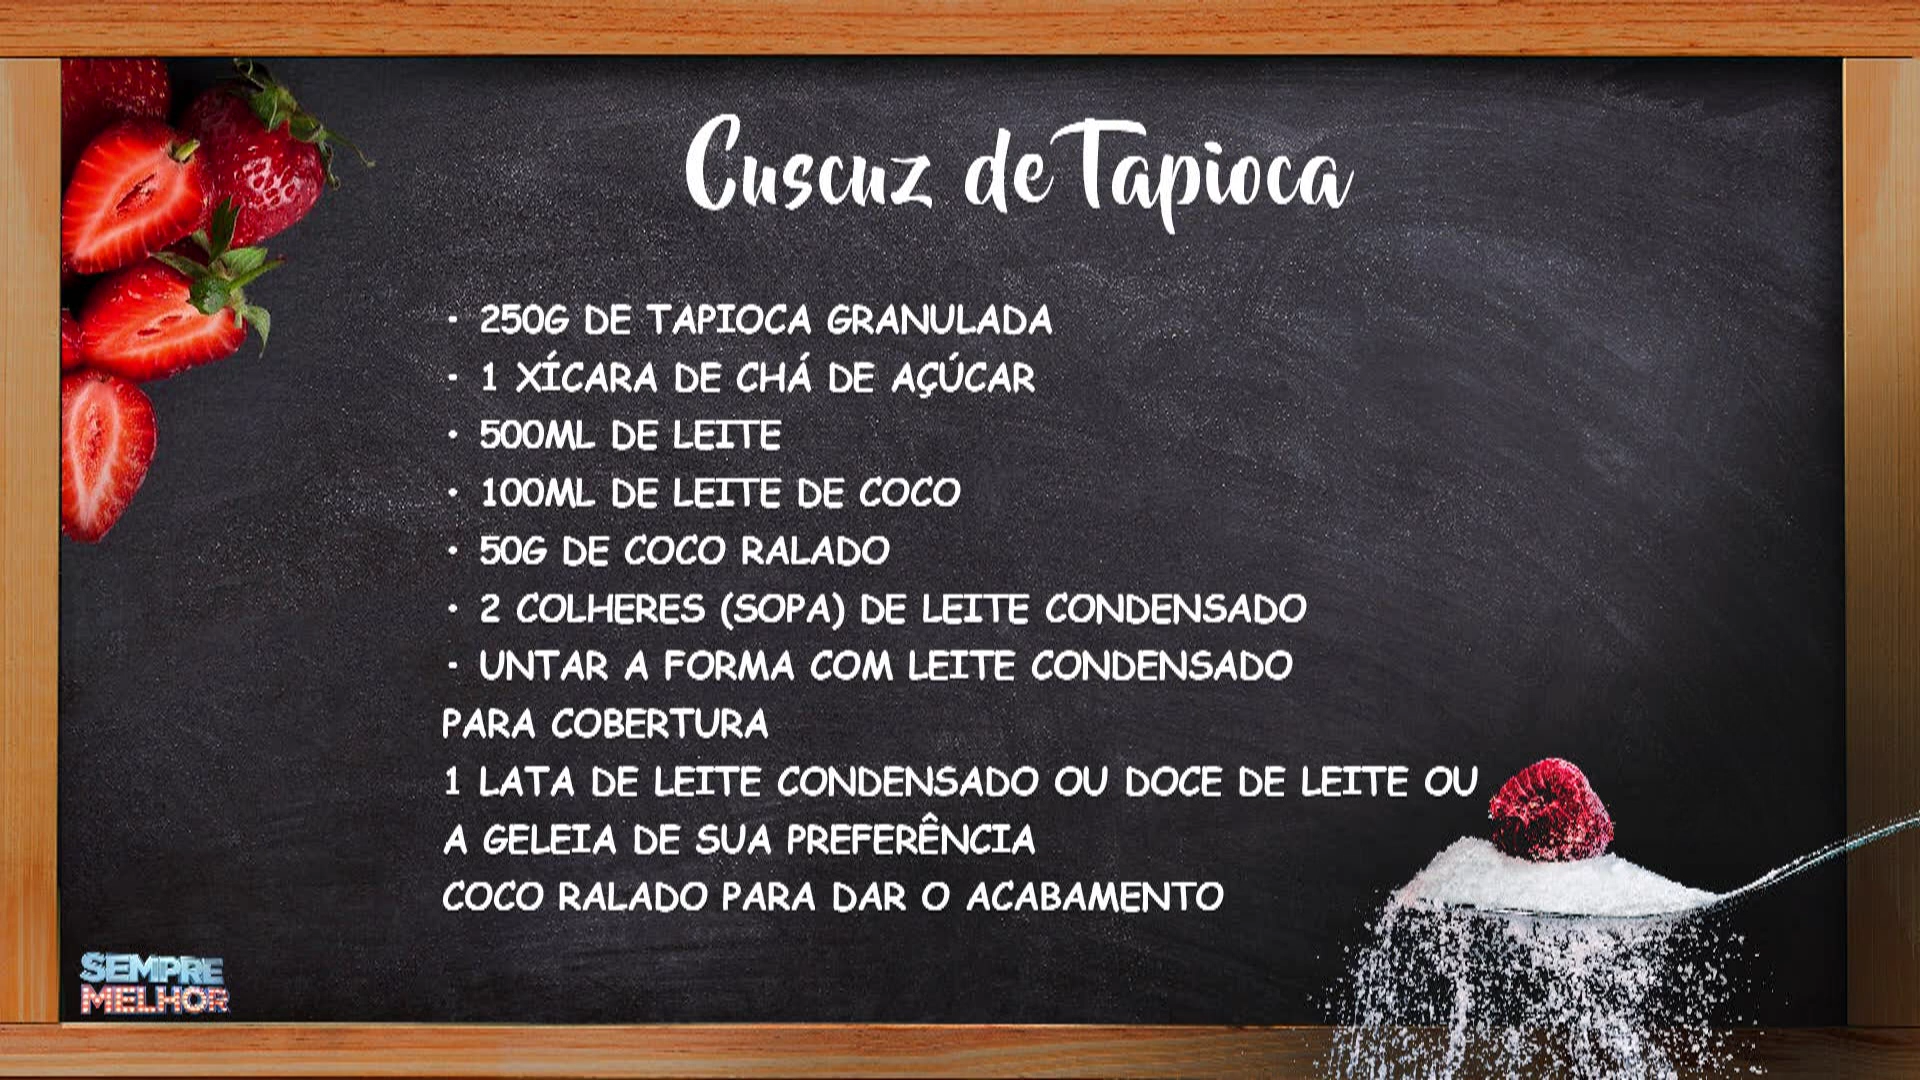 Cuscuz de Tapioca
• 250G DE TAPIOCA GRANULADA
• 1 XÍCARA DE CHÁ DE AÇÚCAR
• 500ML DE LEITE
• 100ML DE LEITE DE COCO
• 50G DE COCO RALADO
• 2 COLHERES (SOPA) DE LEITE CONDENSADO
• UNTAR A FORMA COM LEITE CONDENSADO
PARA COBERTURA
1 LATA DE LEITE CONDENSADO OU DOCE DE LEITE OU
A GELEIA DE SUA PREFERÊNCIA
COCO RALADO PARA DAR O ACABAMENTO
SEMPRE
MELHOR